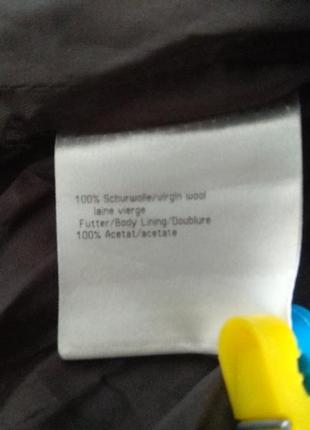 100% Schurwolle/virgin wool
laine vierge
Futter/Body Lining/Doublure
100% Acetat/acetate